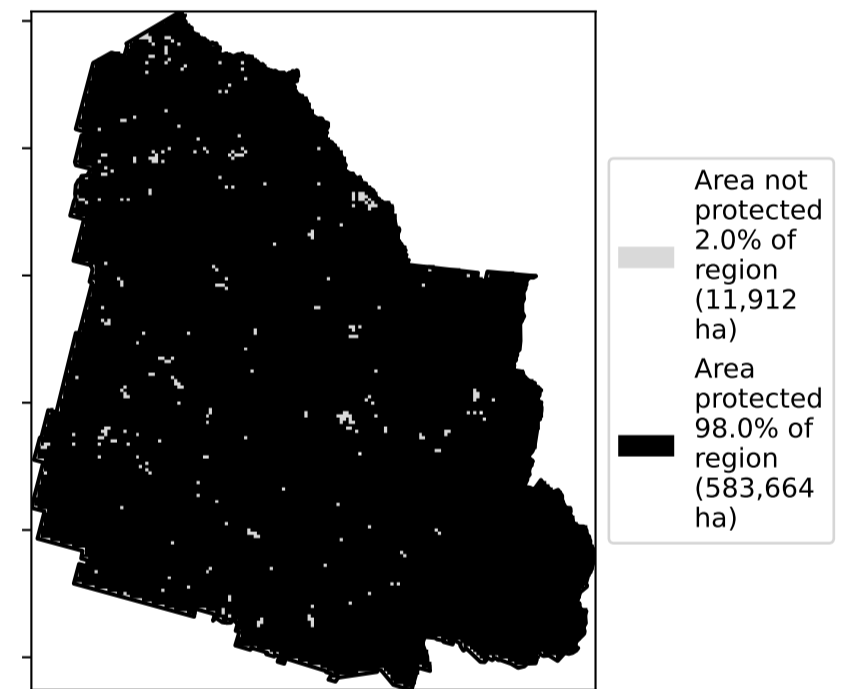 Area not
protected
2.0% of
region
(11,912
ha)
Area
protected
98.0% of
region
(583,664
ha)